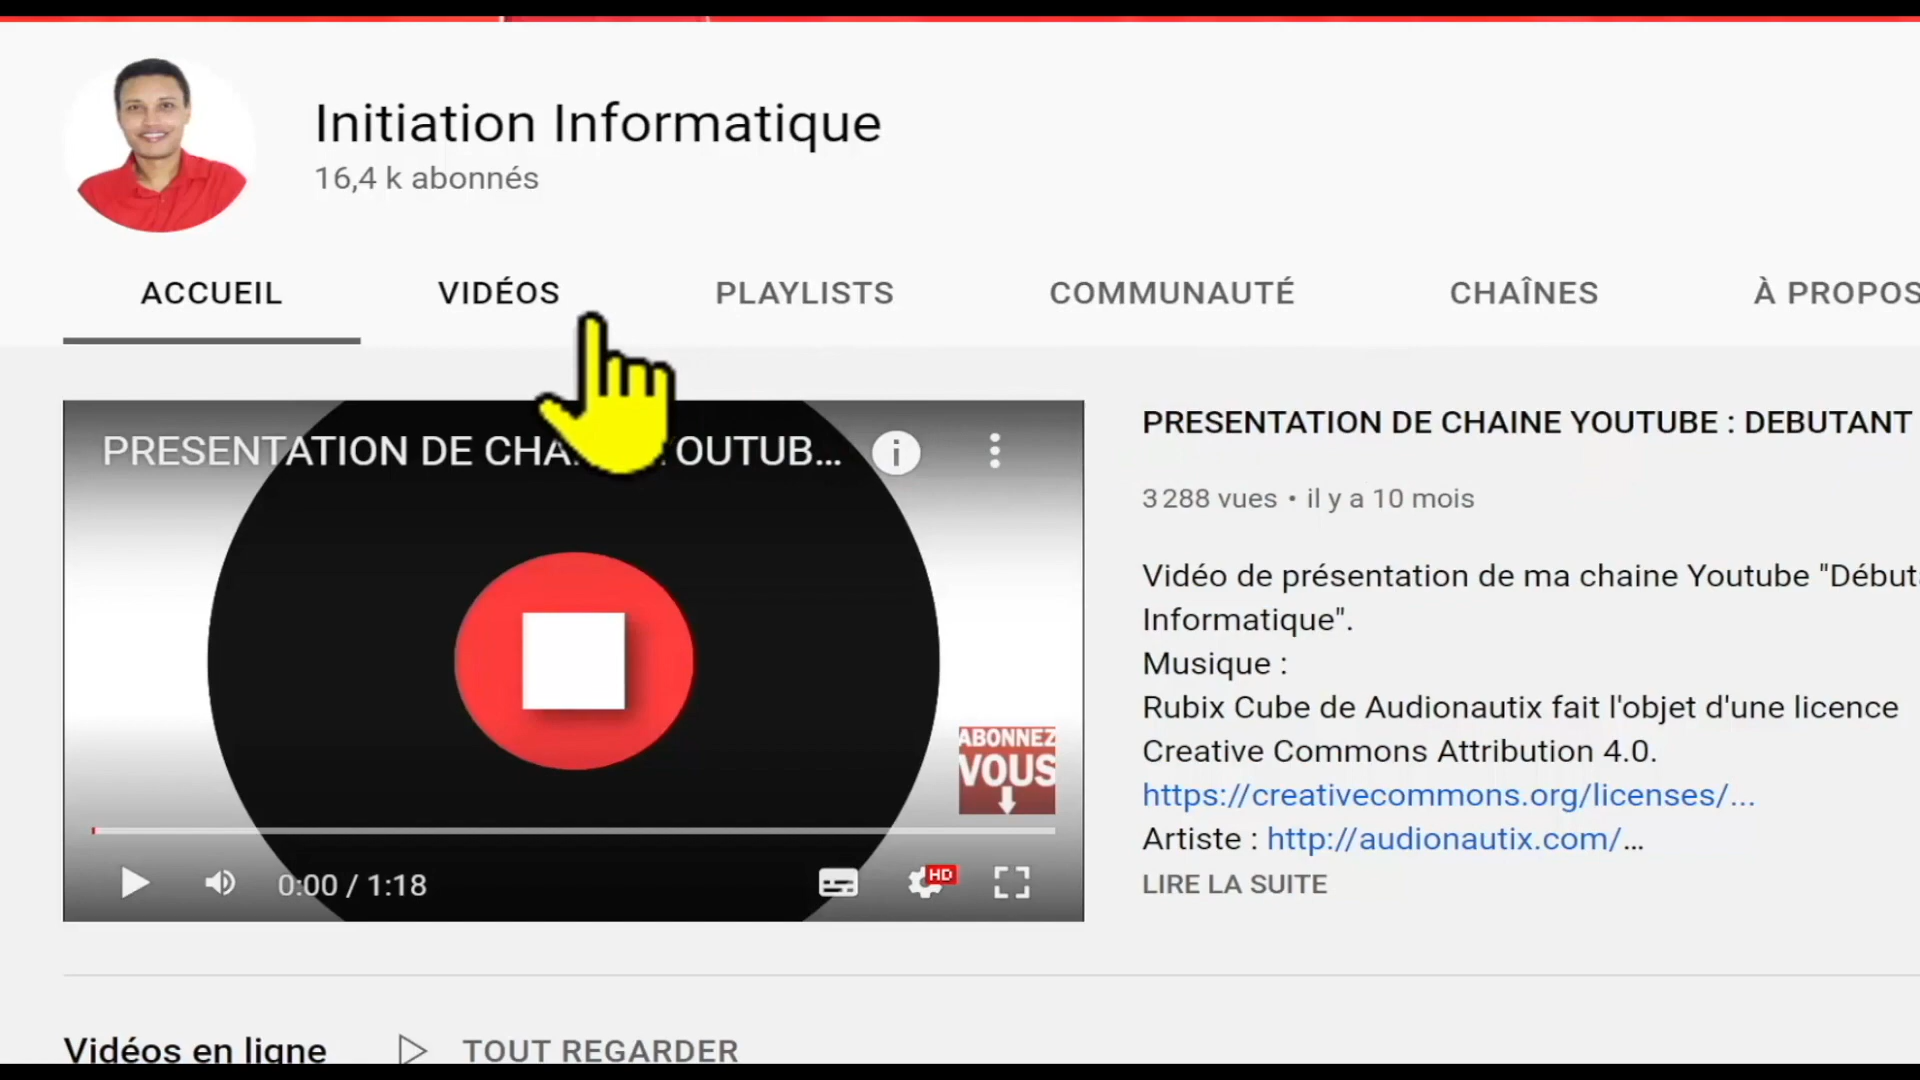 Initiation Informatique
16,4 k abonnés
ACCUEIL
VIDÉOS
PLAYLISTS
COMMUNAUTÉ
CHAÎNES
À PROPOS
PRESENTATION DE CHA OUTUB...
ABONNEZ
VOUS
0:00 / 1:18
HD
PRESENTATION DE CHAINE YOUTUBE : DEBUTANT
3 288 vues • il y a 10 mois
Vidéo de présentation de ma chaine Youtube "Débuta
Informatique".
Musique :
Rubix Cube de Audionautix fait l'objet d'une licence
Creative Commons Attribution 4.0.
https://creativecommons.org/licenses/...
Artiste : http://audionautix.com/...
LIRE LA SUITE
Vidéos en ligne
TOUT REGARDER